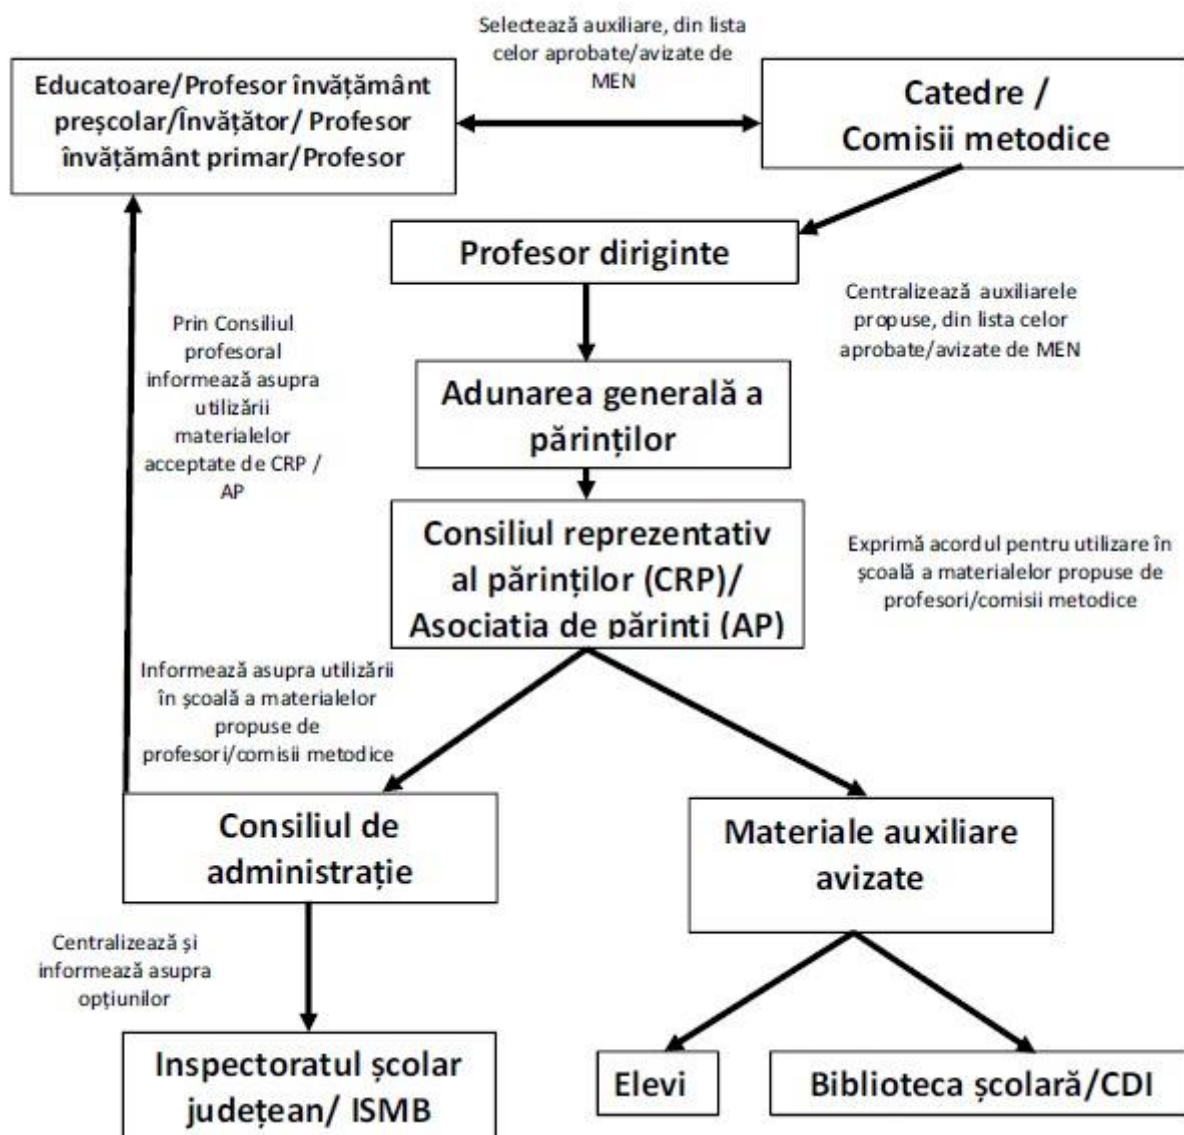 Selectează auxiliare, din lista
celor aprobate/avizate de
MEN
Educatoare/Profesor învățământ
preșcolar/Învățător/ Profesor
învățământ primar/Profesor
Catedre /
Comisii metodice
Profesor diriginte
Centralizează auxiliarele
propuse, din lista celor
aprobate/avizate de MEN
Prin Consiliul
profesoral
informează asupra
utilizării
materialelor
acceptate de CRP /
AP
Adunarea generală a
părinților
Consiliul reprezentativ
al părinților (CRP)/
Asociatia de părinti (AP)
Exprimă acordul pentru utilizare în
școală a materialelor propuse de
profesori/comisii metodice
Informează asupra utilizării
în școală a materialelor
propuse de
profesori/comisii metodice
Consiliul de
administrație
Materiale auxiliare
avizate
Centralizează și
informează asupra
opțiunilor
Inspectoratul școlar
județean/ ISMB
Elevi
Biblioteca școlară/CDI